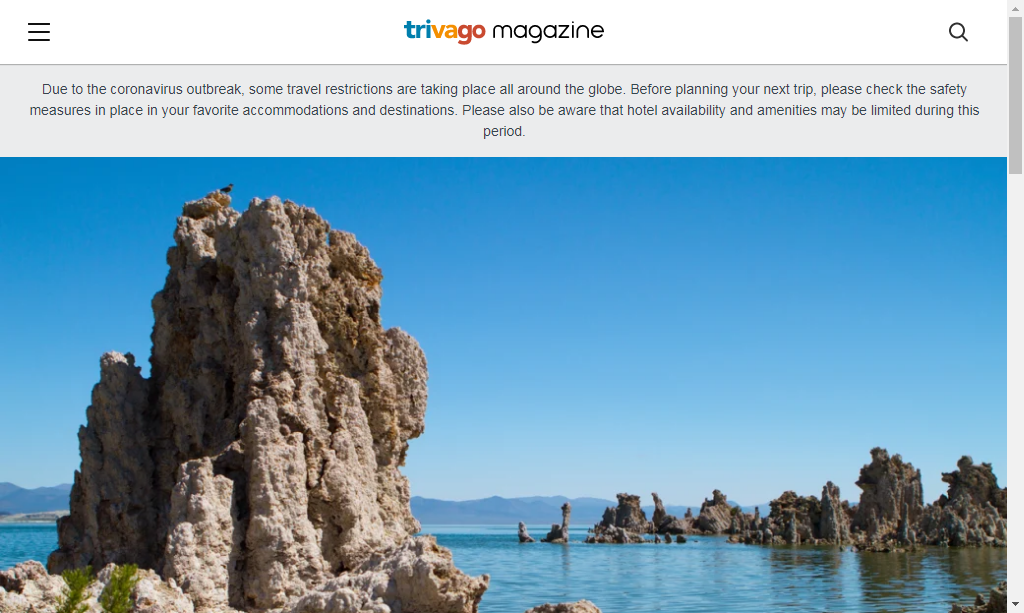 trivago magazine
Due to the coronavirus outbreak, some travel restrictions are taking place all around the globe. Before planning your next trip, please check the safety
measures in place in your favorite accommodations and destinations. Please also be aware that hotel availability and amenities may be limited during this
period.